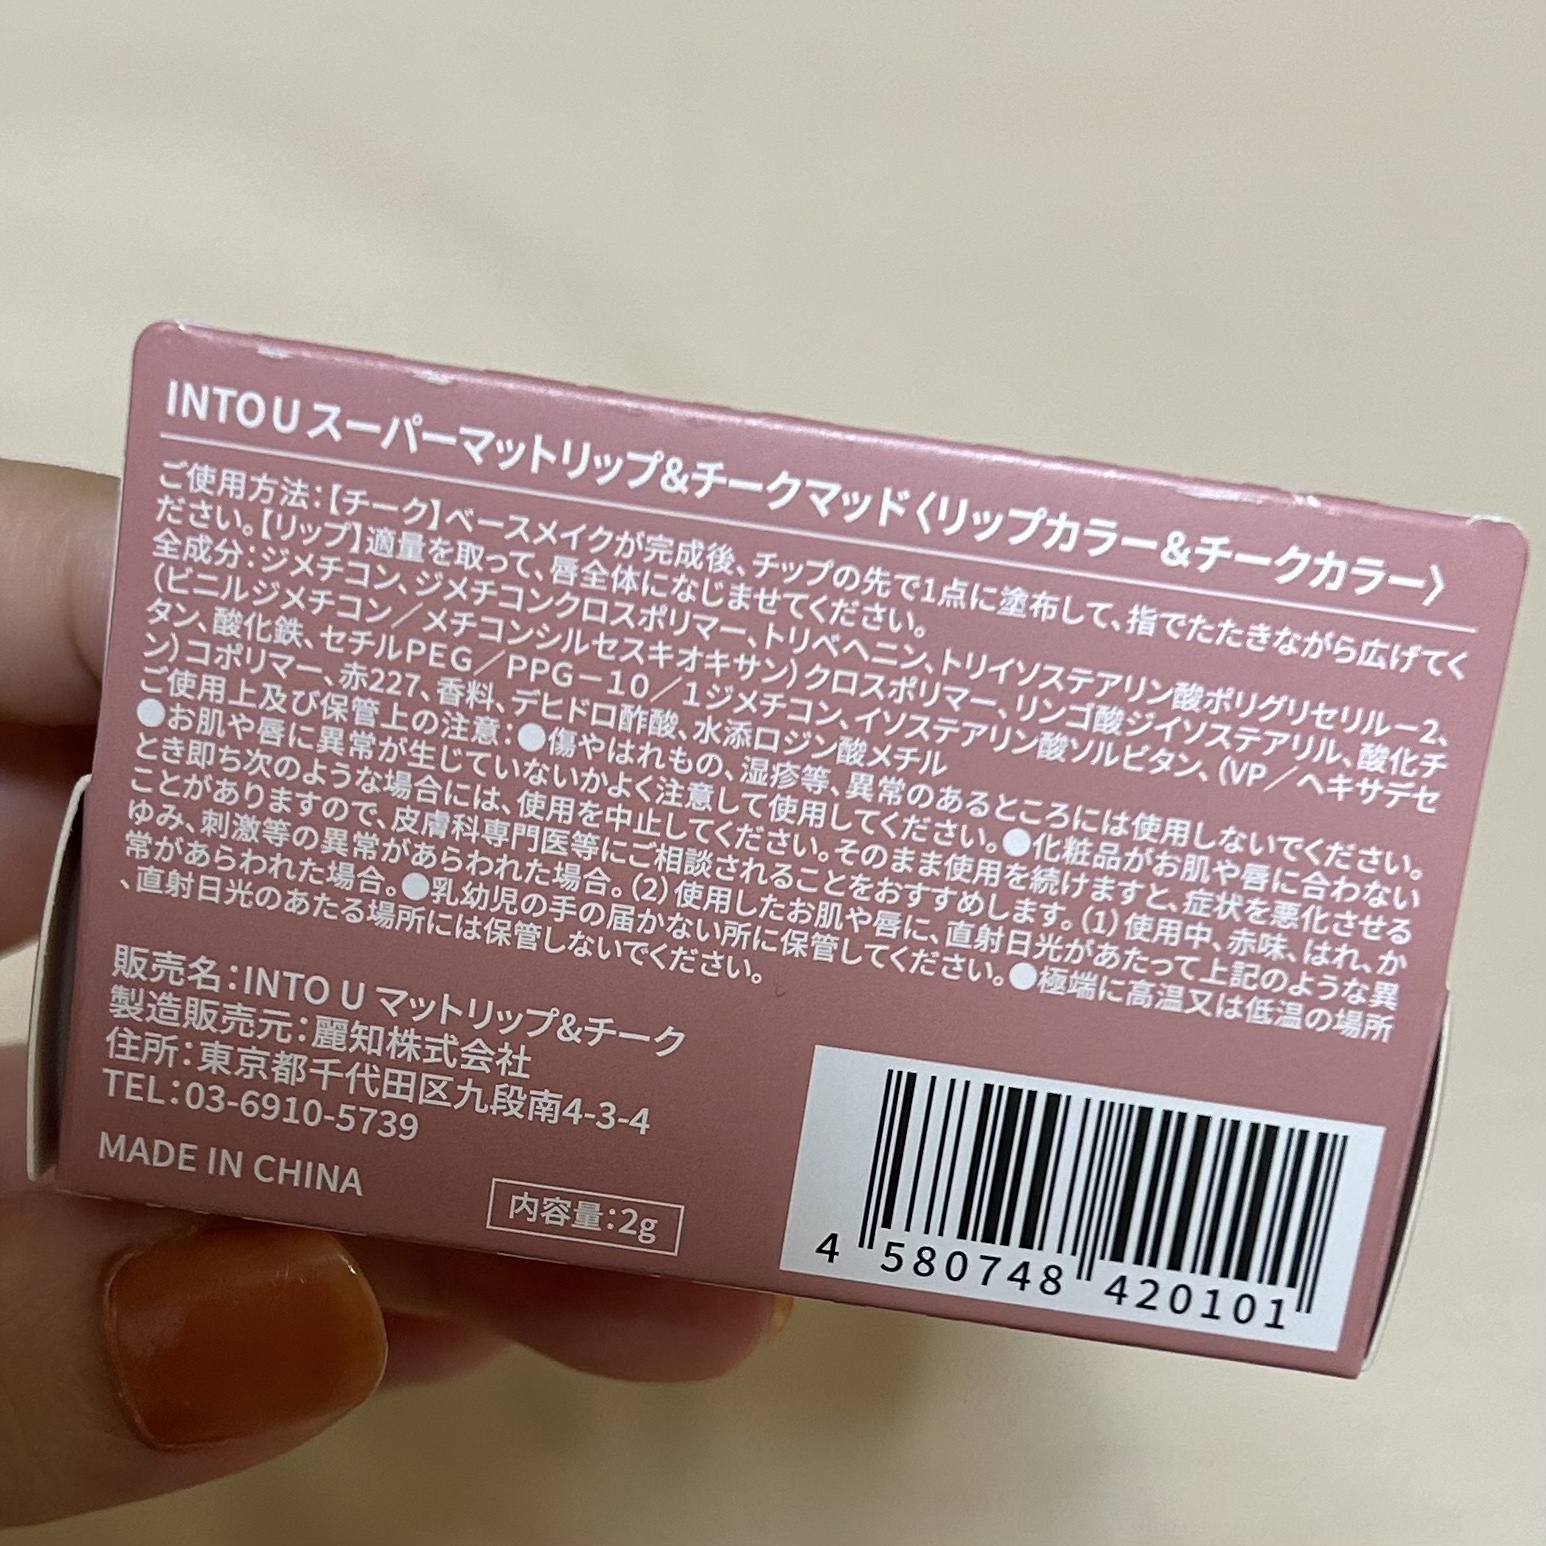 INTO U スーパーマットリップ&チークマッド〈リップカラー&チークカラー〉
ご使用方法：【チーク】ベースメイクが完成後、チップの先で1点に塗布して、指でたたきながら広げてく
ださい。【リップ】適量を取って、唇全体になじませてください。
全成分：ジメチコン、ジメチコンクロスポリマー、トリベヘニン、トリイソステアリン酸ポリグリセリル－2、
（ビニルジメチコン／メチコンシルセスキオキサン）クロスポリマー、リンゴ酸ジイソステアリル、酸化チ
タン、酸化鉄、セチルPEG／PPG－10／1ジメチコン、イソステアリン酸ソルビタン、（VP／ヘキサデセ
ン）コポリマー、赤227、香料、デヒドロ酢酸、水添ロジン酸メチル
ご使用上及び保管上の注意：●傷やはれもの、湿疹等、異常のあるところには使用しないでください。
●お肌や唇に異常が生じていないかよく注意して使用してください。●化粧品がお肌や唇に合わない
とき即ち次のような場合には、使用を中止してください。そのまま使用を続けますと、症状を悪化させる
ことがありますので、皮膚科専門医等にご相談されることをおすすめします。（1）使用中、赤味、はれ、か
ゆみ、刺激等の異常があらわれた場合。（2）使用したお肌や唇に、直射日光があたって上記のような異
常があらわれた場合。●乳幼児の手の届かない所に保管してください。●極端に高温又は低温の場所
、直射日光のあたる場所には保管しないでください。
販売名：INTO U マットリップ&チーク
製造販売元：麗知株式会社
住所：東京都千代田区九段南4-3-4
TEL：03-6910-5739
MADE IN CHINA
内容量：2g
4 580748 420101